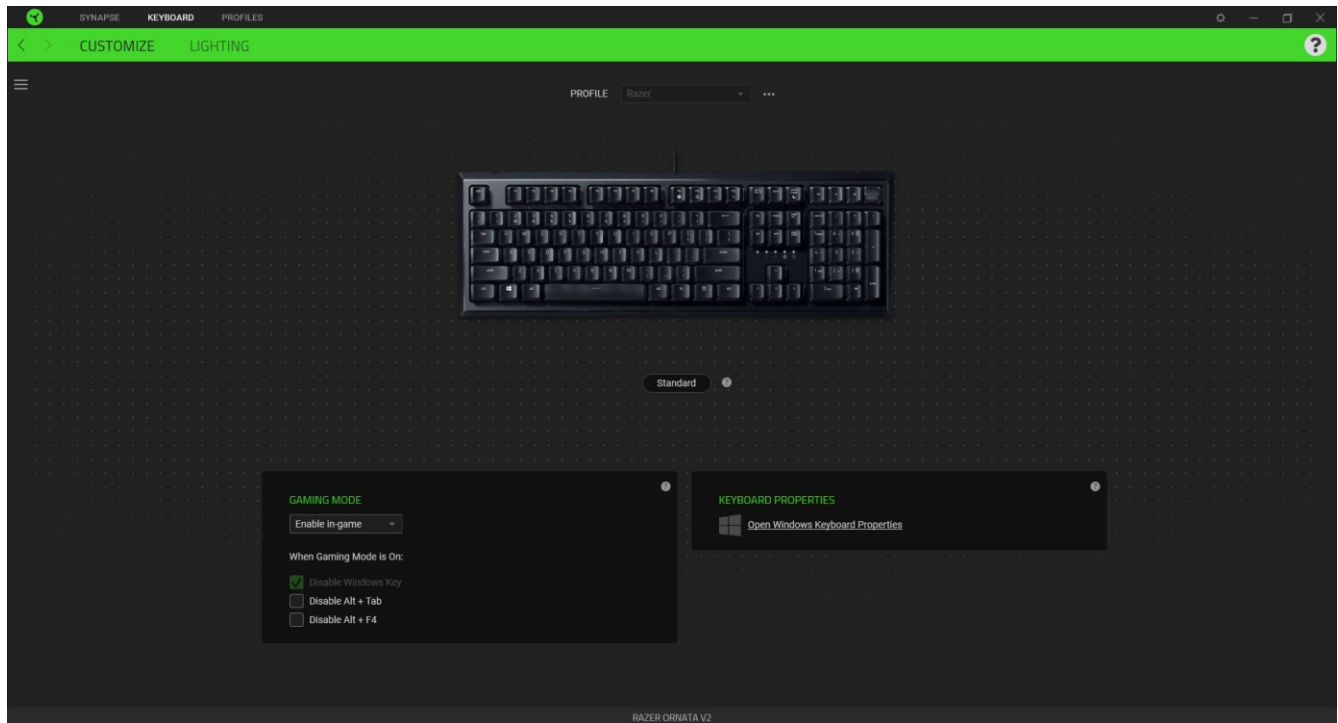 SYNAPSE KEYBOARD PROFILES
CUSTOMIZE LIGHTING ?
PROFILE Razer
Standard ?
GAMING MODE ?
Enable in-game
When Gaming Mode is On:
Disable Windows Key
Disable Alt + Tab
Disable Alt + F4
KEYBOARD PROPERTIES ?
Open Windows Keyboard Properties
RAZER ORNATA V2